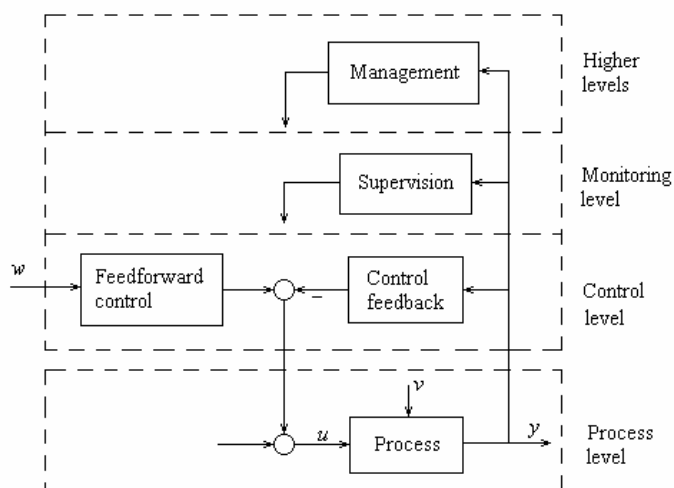 Management
Higher
levels
Supervision
Monitoring
level
w
Feedforward
control
–
Control
feedback
Control
level
v
u
Process
y
Process
level